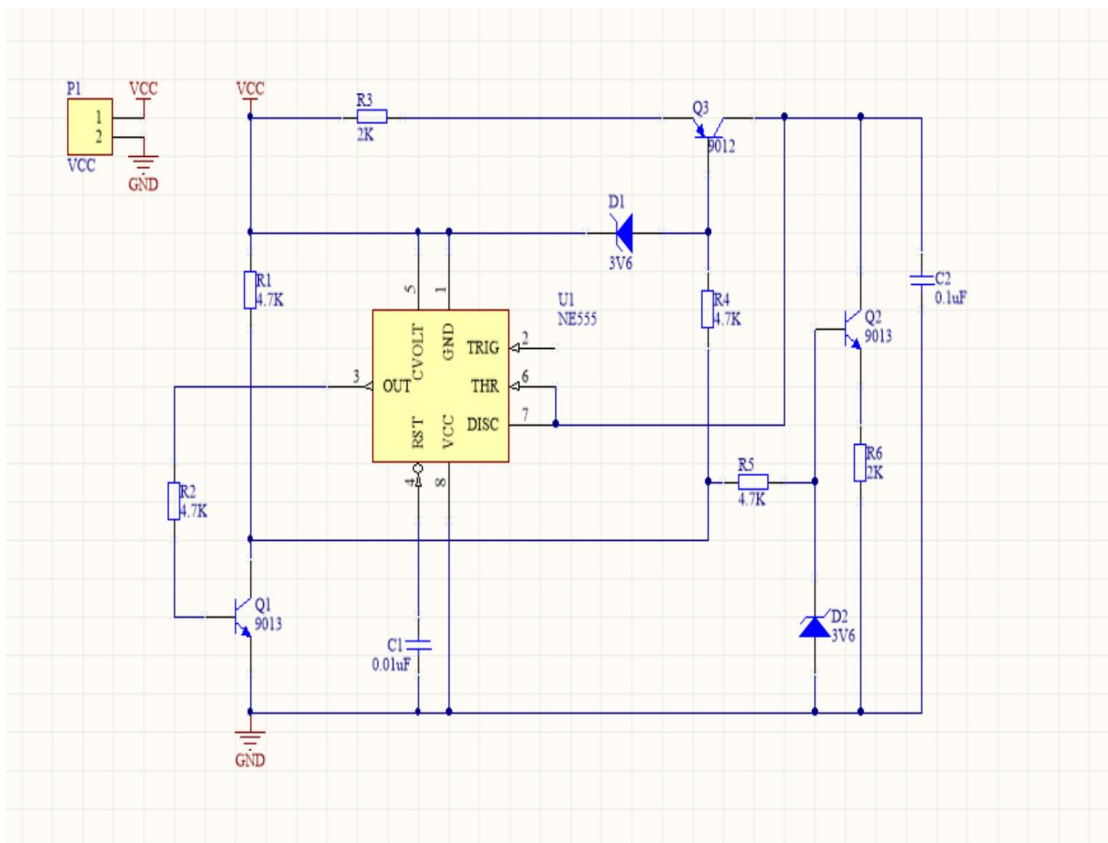 P1
VCC
1
2
VCC
GND
VCC
R3
2K
Q3
9012
D1
3V6
R1
4.7K
5
1
U1
NE555
R4
4.7K
C2
0.1uF
Q2
9013
CVOLT
GND
TRIG
2
3
OUT
THR
6
DISC
7
RST
VCC
4
8
R5
4.7K
R6
2K
R2
4.7K
Q1
9013
C1
0.01uF
D2
3V6
GND